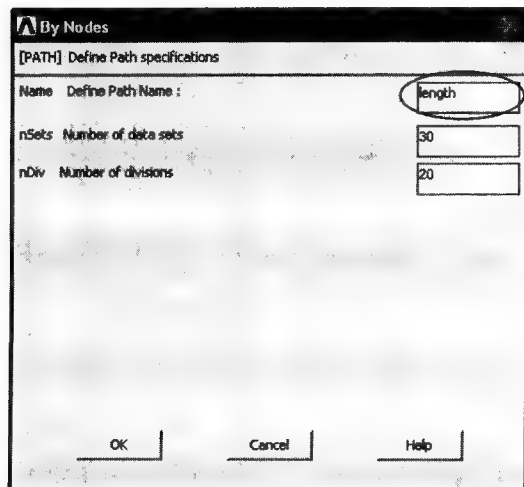 By Nodes
[PATH] Define Path specifications
Name Define Path Name :
length
nSets Number of data sets
30
nDiv Number of divisions
20
OK Cancel Help